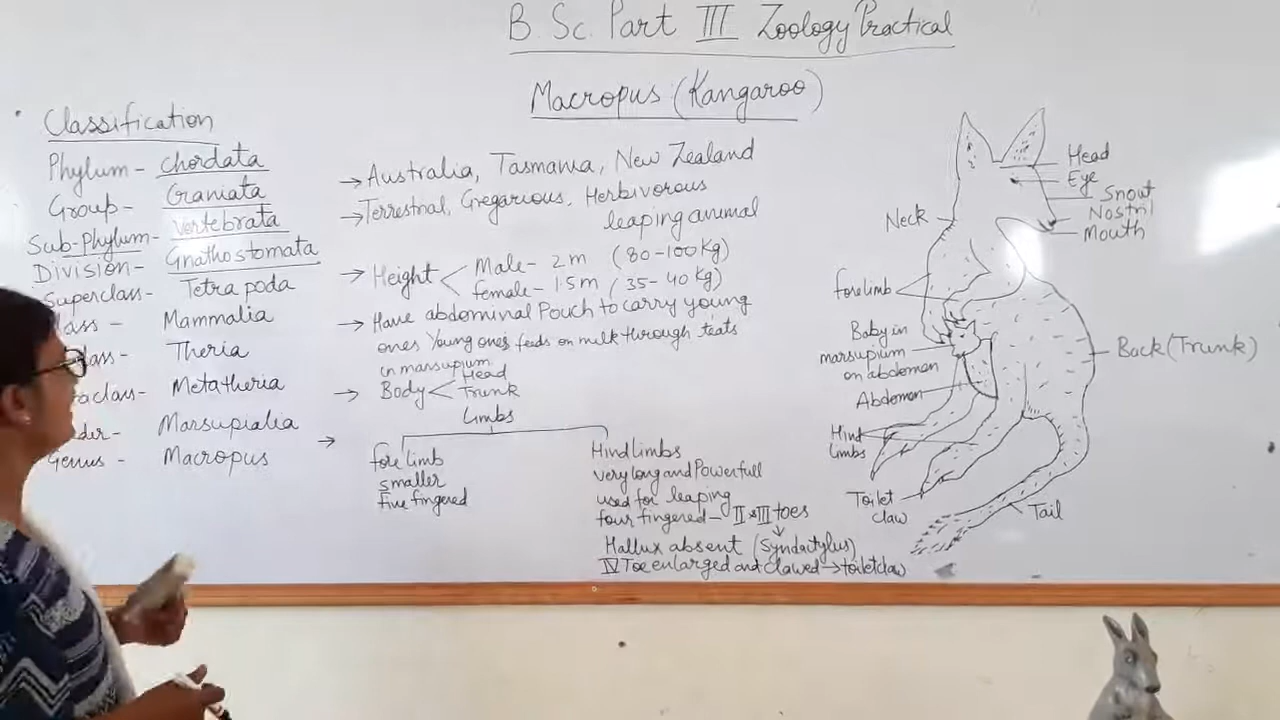 B. Sc. Part III Zoology Practical
Macropus (Kangaroo)
Classification
Phylum - Chordata
Group - Craniata
Sub-phylum - Vertebrata
Division - Gnathostomata
Superclass - Tetrapoda
lass - Mammalia
lass - Theria
aclass - Metatheria
der - Marsupialia
Genus - Macropus
→ Australia, Tasmania, New Zealand
→ Terrestrial, Gregarious, Herbivorous
leaping animal
→ Height < Male - 2 m (80-100 Kg)
female - 1.5 m (35-40 Kg)
→ Have abdominal Pouch to carry young
ones Young ones feeds on milk through teats
in marsupium
→ Body < Head
Trunk
Limbs
→
fore limb
smaller
five fingered
Hind limbs
very long and Powerfull
used for leaping
four fingered - II & III toes
Hallux absent (Syndactylus)
IV Toe enlarged and clawed → toilet claw
Head
Eye
Snout
Nostril
Mouth
Neck
forelimb
Baby in
marsupium
on abdomen
Abdomen
Hind
limbs
Toilet
claw
Back (Trunk)
Tail